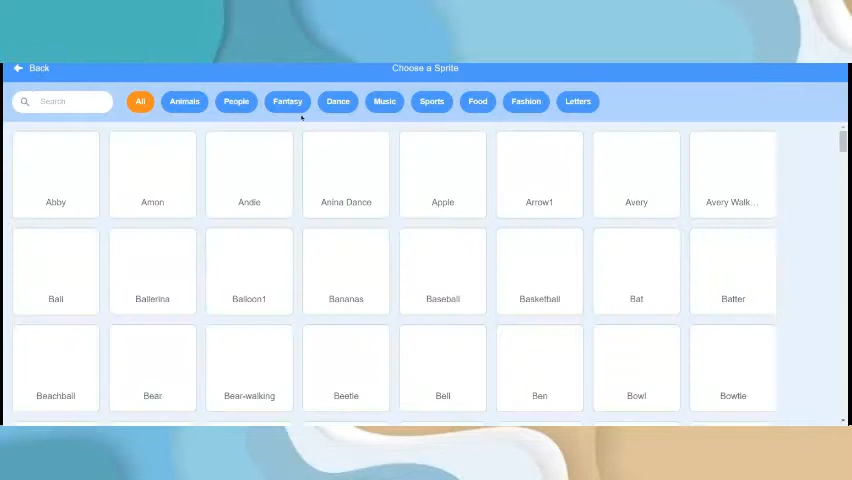 Back
Choose a Sprite
Search
All
Animals
People
Fantasy
Dance
Music
Sports
Food
Fashion
Letters
Abby
Amon
Andie
Anina Dance
Apple
Arrow1
Avery
Avery Walk...
Ball
Ballerina
Balloon1
Bananas
Baseball
Basketball
Bat
Batter
Beachball
Bear
Bear-walking
Beetle
Bell
Ben
Bowl
Bowtie